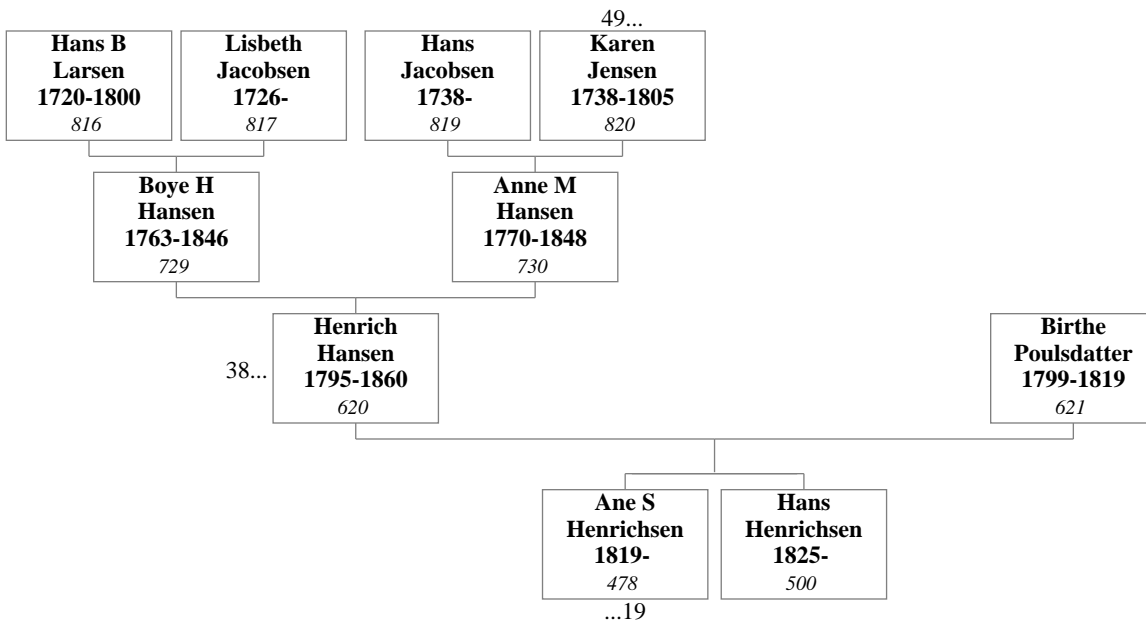 49...
Hans B
Larsen
1720-1800
816
Lisbeth
Jacobsen
1726-
817
Hans
Jacobsen
1738-
819
Karen
Jensen
1738-1805
820
Boye H
Hansen
1763-1846
729
Anne M
Hansen
1770-1848
730
38...
Henrich
Hansen
1795-1860
620
Birthe
Poulsdatter
1799-1819
621
Ane S
Henrichsen
1819-
478
Hans
Henrichsen
1825-
500
...19